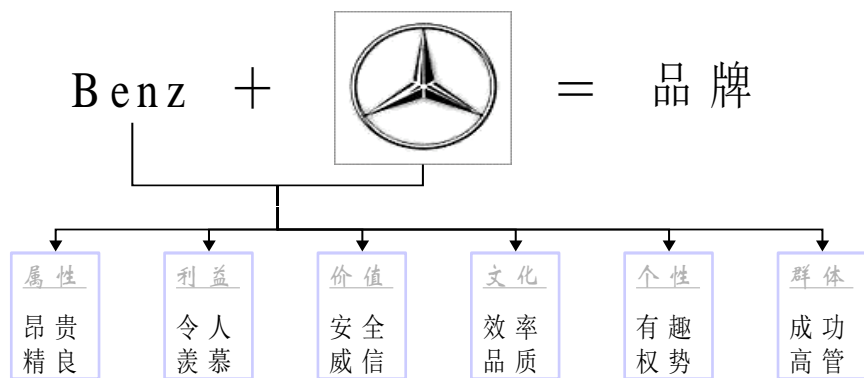 Benz + = 品牌
属性
昂贵
精良
利益
令人
羡慕
价值
安全
威信
文化
效率
品质
个性
有趣
权势
群体
成功
高管